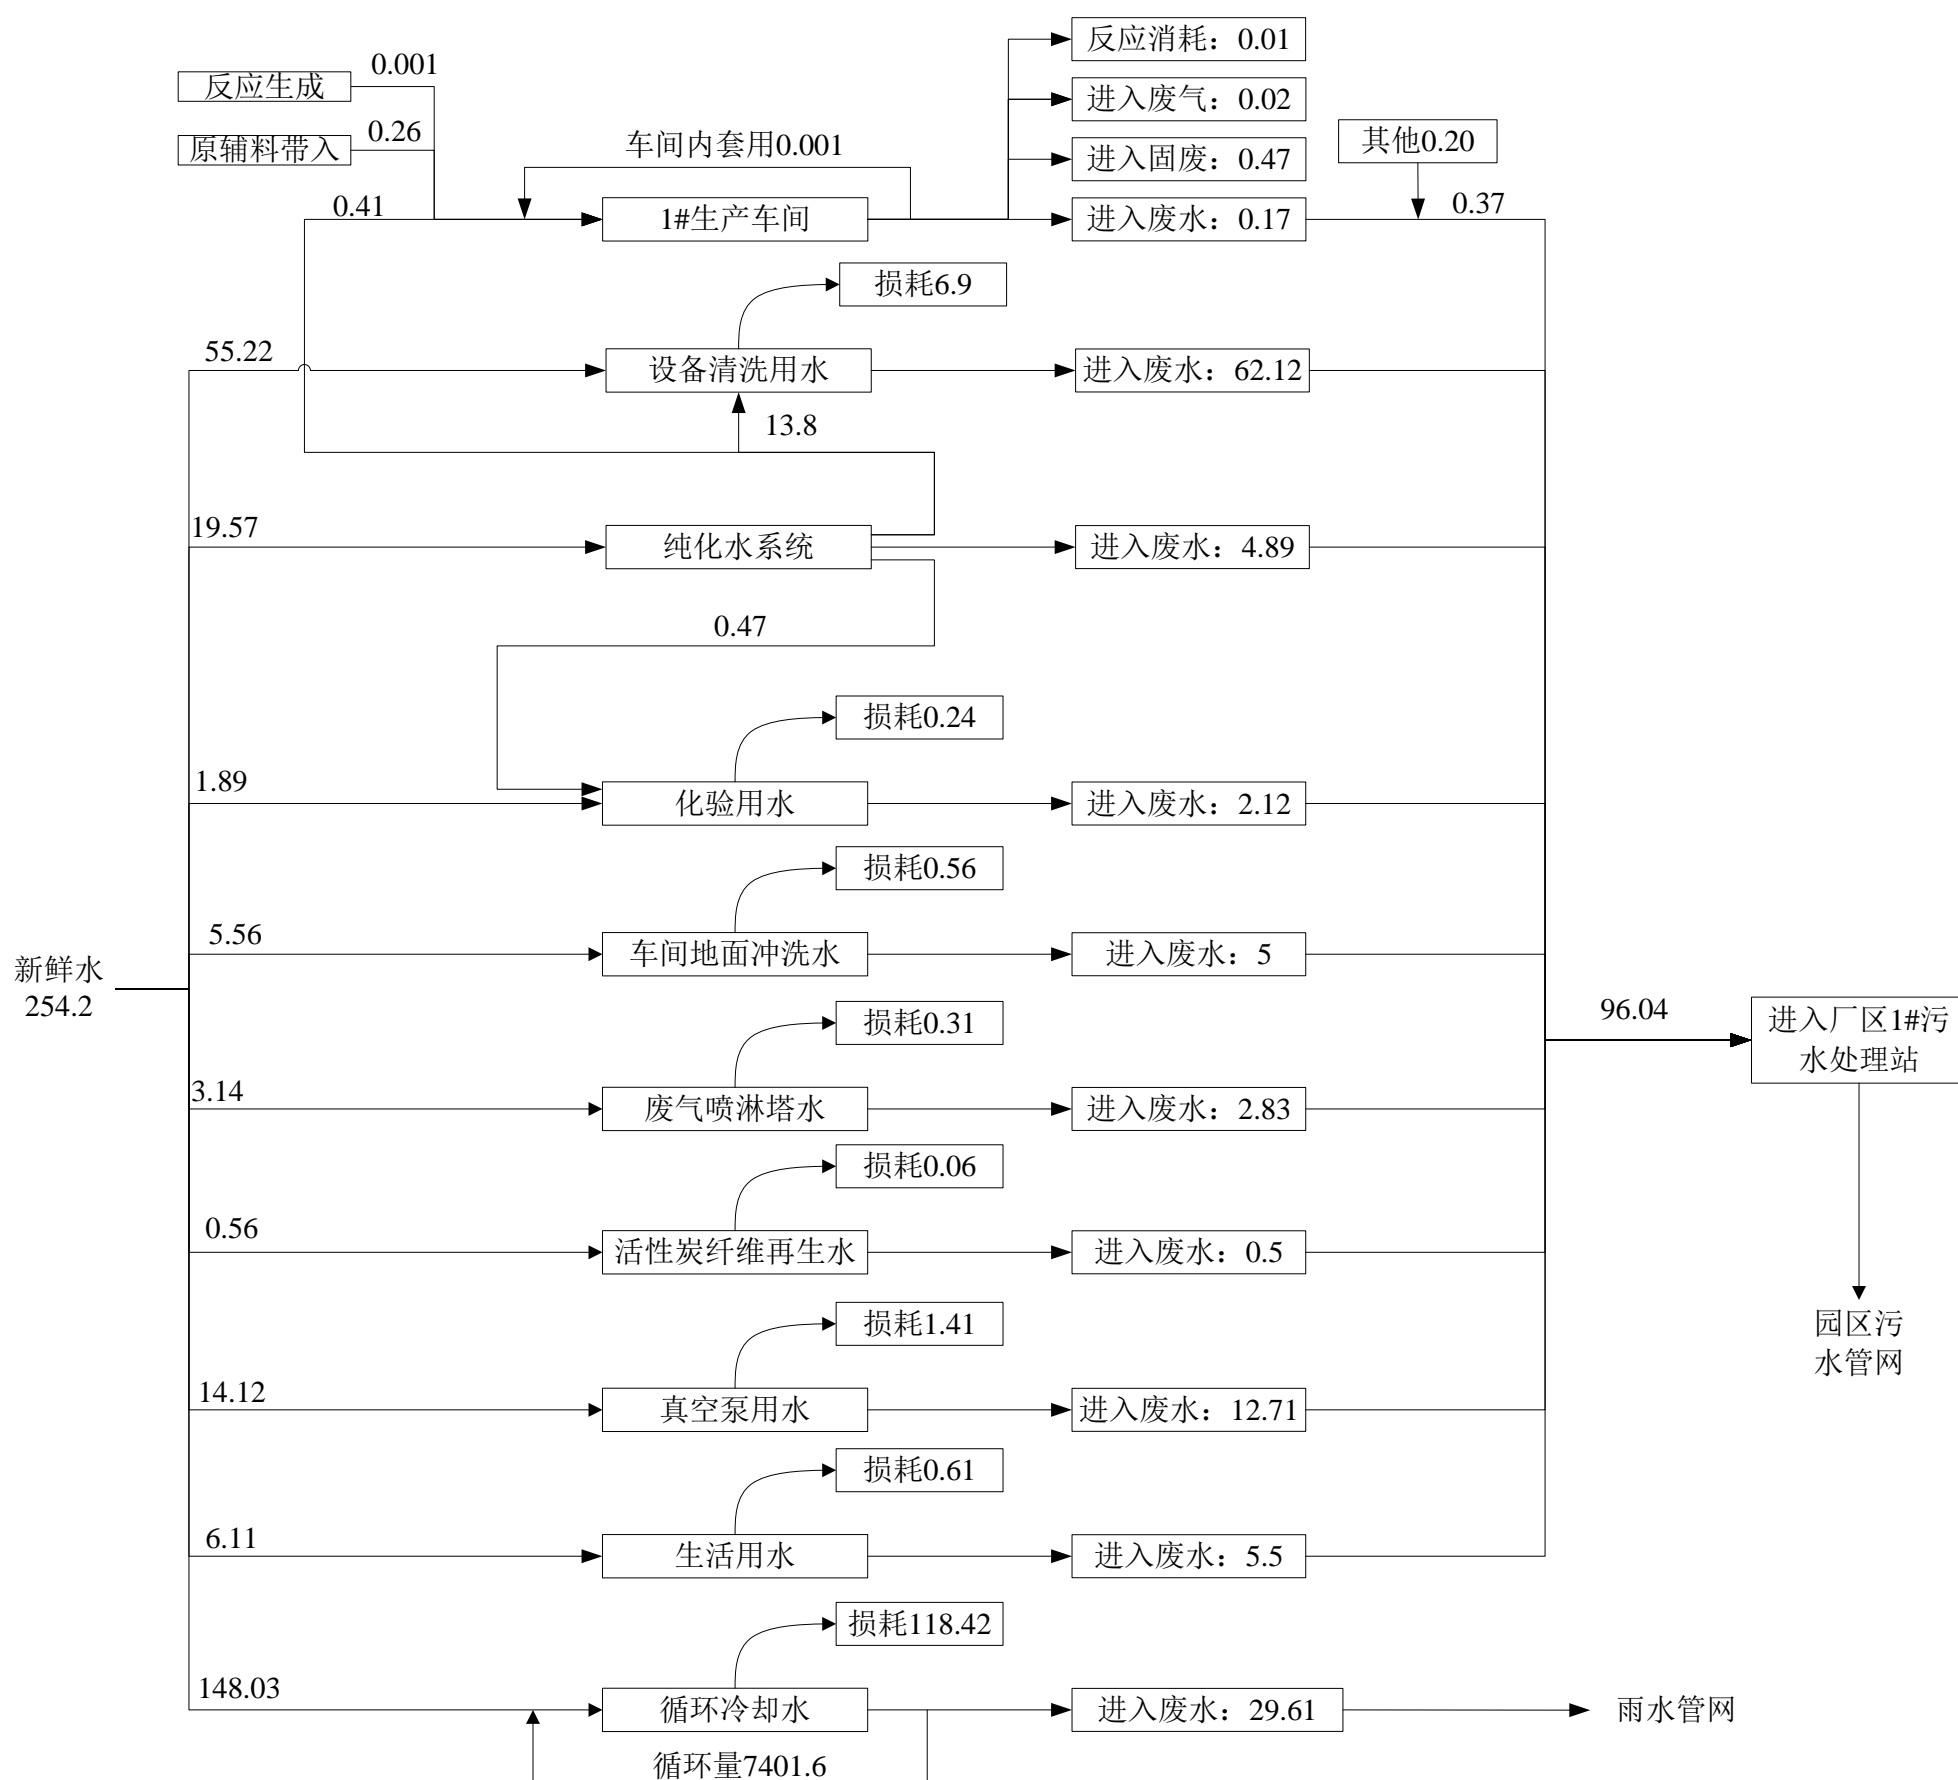 反应消耗：0.01
0.001
反应生成
进入废气：0.02
0.26
原辅料带入
车间内套用0.001
进入固废：0.47
其他0.20
0.41
1#生产车间
进入废水：0.17
0.37
损耗6.9
55.22
设备清洗用水
进入废水：62.12
13.8
19.57
纯化水系统
进入废水：4.89
0.47
损耗0.24
1.89
化验用水
进入废水：2.12
损耗0.56
5.56
车间地面冲洗水
进入废水：5
新鲜水
254.2
损耗0.31
96.04
进入厂区1#污
水处理站
3.14
废气喷淋塔水
进入废水：2.83
损耗0.06
0.56
活性炭纤维再生水
进入废水：0.5
损耗1.41
园区污
水管网
14.12
真空泵用水
进入废水：12.71
损耗0.61
6.11
生活用水
进入废水：5.5
损耗118.42
148.03
循环冷却水
进入废水：29.61
雨水管网
循环量7401.6